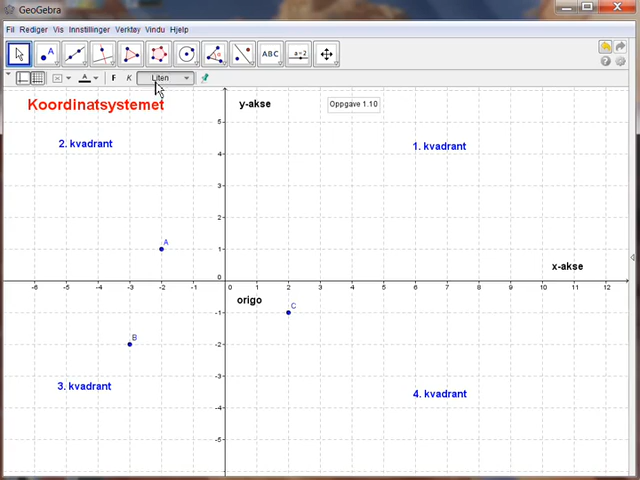 GeoGebra
Fil Rediger Vis Innstillinger Verktøy Vindu Hjelp
A ABC a=2
A F K Liten
Koordinatsystemet
y-akse
Oppgave 1.10
2. kvadrant
1. kvadrant
A
x-akse
origo
C
B
3. kvadrant
4. kvadrant
5
4
3
2
1
0
-1
-2
-3
-4
-5
-6 -5 -4 -3 -2 -1 0 1 2 3 4 5 6 7 8 9 10 11 12